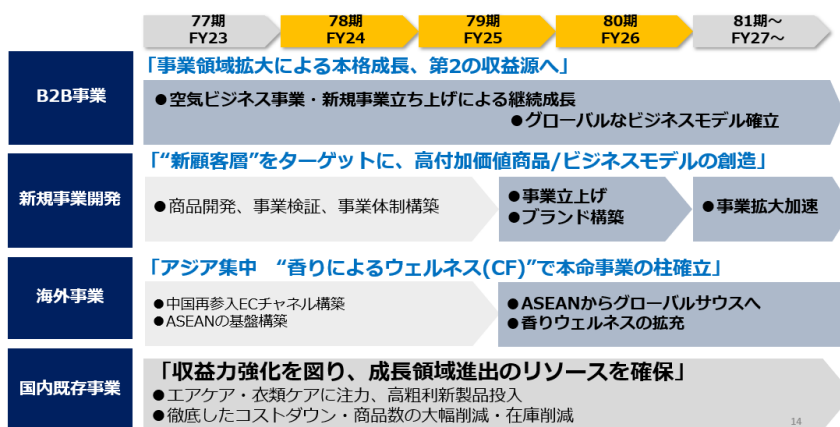 77期 78期 79期 80期 81期～
FY23 FY24 FY25 FY26 FY27～
B2B事業
「事業領域拡大による本格成長、第2の収益源へ」
●空気ビジネス事業・新規事業立ち上げによる継続成長
●グローバルなビジネスモデル確立
新規事業開発
「“新顧客層”をターゲットに、高付加価値商品/ビジネスモデルの創造」
●商品開発、事業検証、事業体制構築
●事業立上げ
●ブランド構築
●事業拡大加速
海外事業
「アジア集中 “香りによるウェルネス(CF)”で本命事業の柱確立」
●中国再参入ECチャネル構築
●ASEANの基盤構築
●ASEANからグローバルサウスへ
●香りウェルネスの拡充
国内既存事業
「収益力強化を図り、成長領域進出のリソースを確保」
●エアケア・衣類ケアに注力、高粗利新製品投入
●徹底したコストダウン・商品数の大幅削減・在庫削減
14